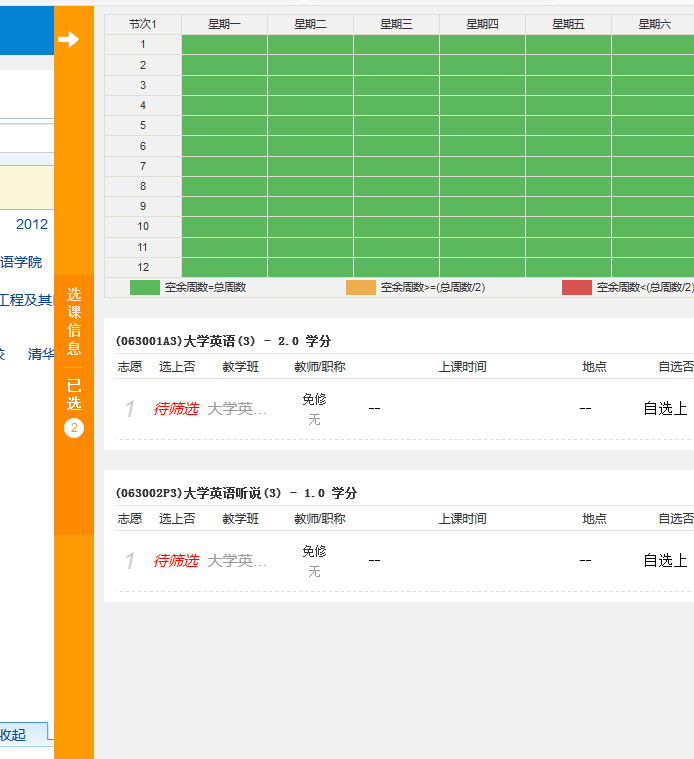 2012
语学院
工程及其
清华
收起
选课信息
已选
2
节次1 星期一 星期二 星期三 星期四 星期五 星期六
1
2
3
4
5
6
7
8
9
10
11
12
空余周数=总周数 空余周数>=(总周数/2) 空余周数<(总周数/2)
(063001A3)大学英语(3) - 2.0 学分
志愿 选上否 教学班 教师/职称 上课时间 地点 自选否
1 待筛选 大学英... 免修 -- -- 自选上
无
(063002P3)大学英语听说(3) - 1.0 学分
志愿 选上否 教学班 教师/职称 上课时间 地点 自选否
1 待筛选 大学英... 免修 -- -- 自选上
无